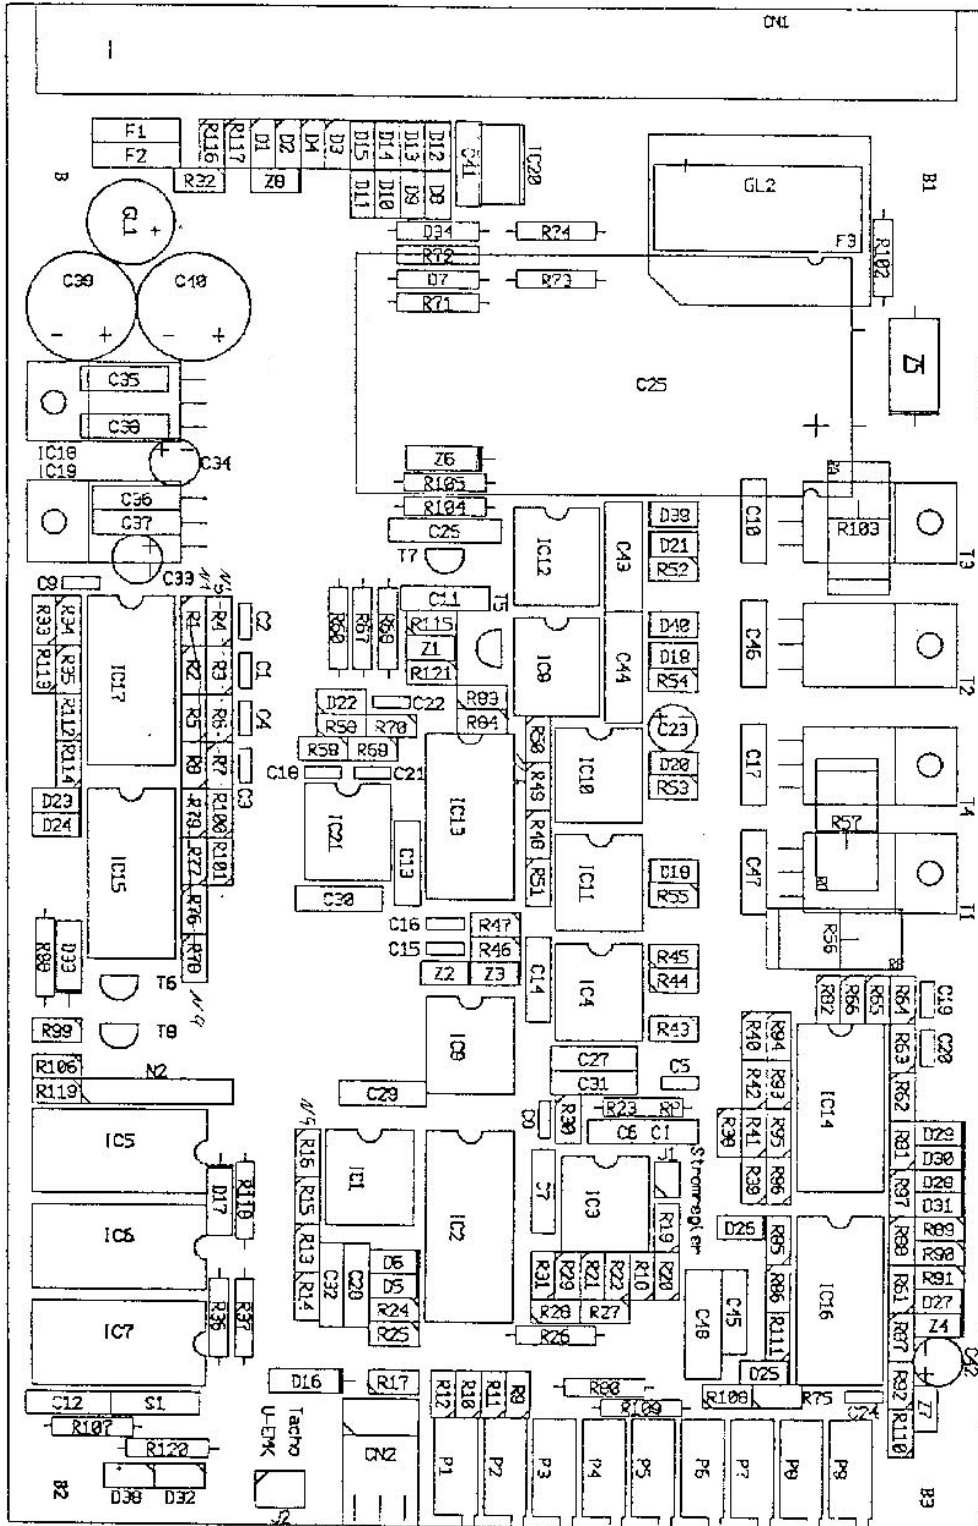 CN1
F1
F2
R116
R117
D1
D2
D4
D3
D15
D14
D13
D12
C41
IC20
B
R32
Z8
D11
D10
D9
D8
GL2
F3
B1
GL1
D34
R74
R72
D7
R73
R71
R102
C39
C40
C25
Z5
C35
C38
IC18
IC19
C34
Z6
R105
R104
C25
C36
C37
C33
T7
IC12
C43
D39
D21
R52
C10
R103
T3
C9
N1
N5
R33
R34
R113
R35
R112
R114
IC17
R1
R4
R2
R3
R5
R6
R8
R7
C2
C1
C4
C3
R60
R67
R68
C11
T5
R115
Z1
R121
IC9
C44
D40
D19
R54
C46
T2
D22
C22
R83
R84
R59
R70
R58
R69
C18
C21
C23
R50
R49
R48
R51
IC10
D20
R53
C17
T4
R57
D23
D24
IC15
R79
R100
R77
R101
R76
R78
IC21
C13
C30
IC13
IC11
D18
R55
C47
T1
R56
C16
C15
R47
R46
Z2
Z3
C14
IC4
R45
R44
R43
R98
D33
T6
T8
R99
R82
R66
R65
R64
C19
C20
R106
R119
N2
C29
IC8
C27
C31
C5
R40
R94
R42
R93
R38
R41
R95
R39
R96
IC14
R63
R62
R81
R97
D29
D30
D28
D31
IC5
IC6
IC7
D17
R118
R36
R37
R16
R15
R13
R14
IC1
C32
C28
D6
D5
R24
R25
IC2
R30
R23
RP
C6
CI
C7
IC3
J1
Stromregler
R19
R31
R29
R21
R22
R18
R20
R28
R27
R26
D26
R85
R86
R111
IC16
C48
C45
R88
R61
R87
R89
R90
R91
D27
Z4
C42
D25
R108
R75
C24
R92
R110
Z7
C12
S1
R107
R120
D38
D32
B2
D16
R17
Tacho
U-EMK
J2
CN2
R12
R10
R11
R9
R80
R109
P1
P2
P3
P4
P5
P6
P7
P8
P9
B3